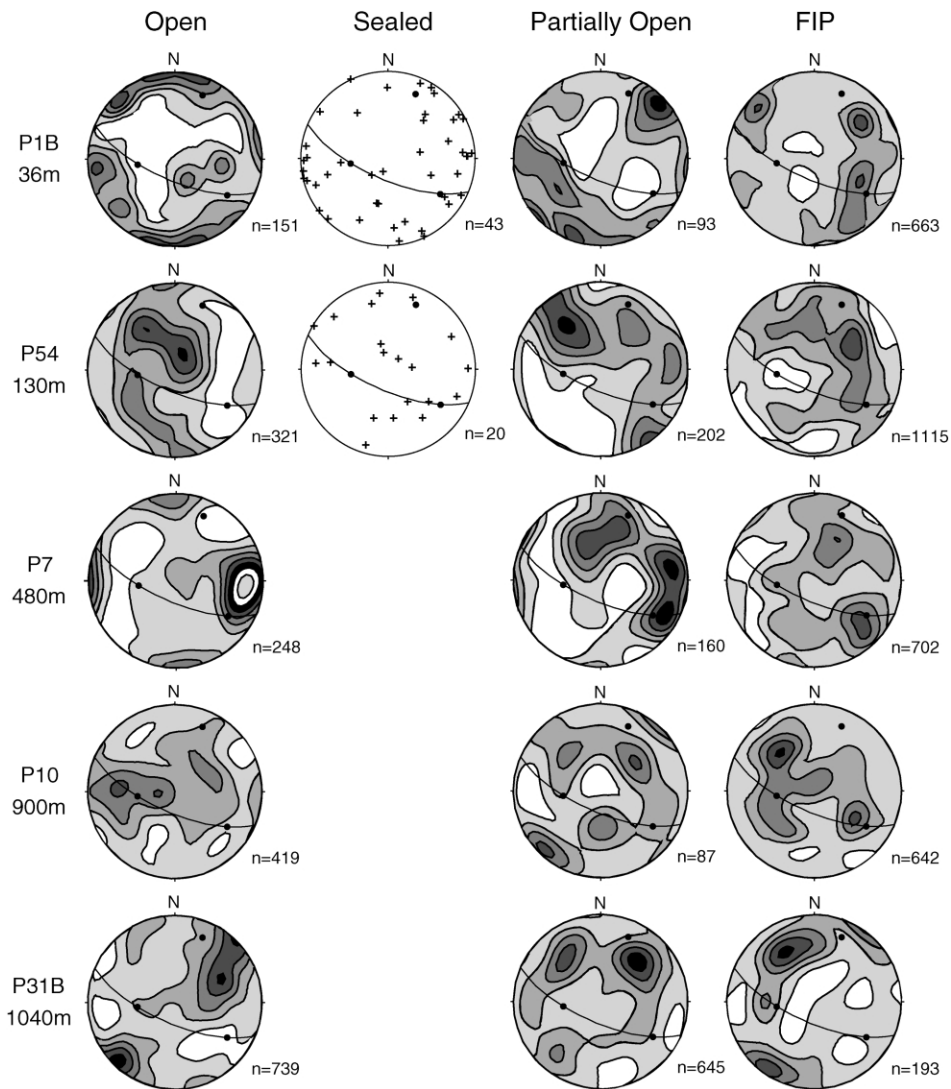 Open Sealed Partially Open FIP
N N N N
P1B
36m
n=151 n=43 n=93 n=663
N N N N
P54
130m
n=321 n=20 n=202 n=1115
N N N
P7
480m
n=248 n=160 n=702
N N N
P10
900m
n=419 n=87 n=642
N N N
P31B
1040m
n=739 n=645 n=193